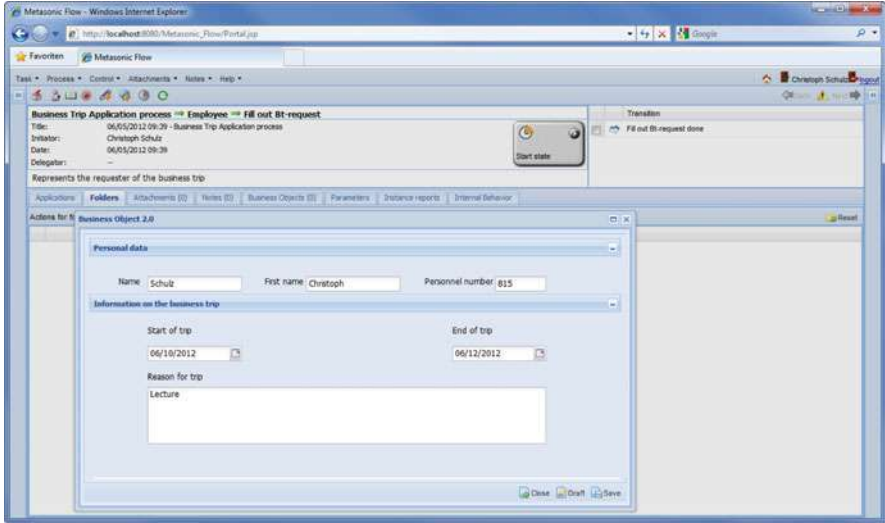 Metasonic Flow - Windows Internet Explorer
http://localhost:8080/Metasonic_Flow/Portal.jsp
Google
Favoriten Metasonic Flow
Task Process Control Attachments Notes Help
Christoph Schulz logout
Business Trip Application process Employee Fill out Bt-request
Transition
Title: 06/05/2012 09:39 - Business Trip Application process
Fill out Bt-request done
Initiator: Christoph Schulz
Date: 06/05/2012 09:39
Start state
Delegator: --
Represents the requester of the business trip
Applications Folders Attachments (0) Notes (0) Business Objects (0) Parameters Instance reports Internal Behavior
Actions for Reset
Business Object 2.0
Personal data
Name Schulz First name Christoph Personnel number 815
Information on the business trip
Start of trip End of trip
06/10/2012 06/12/2012
Reason for trip
Lecture
Close Draft Save